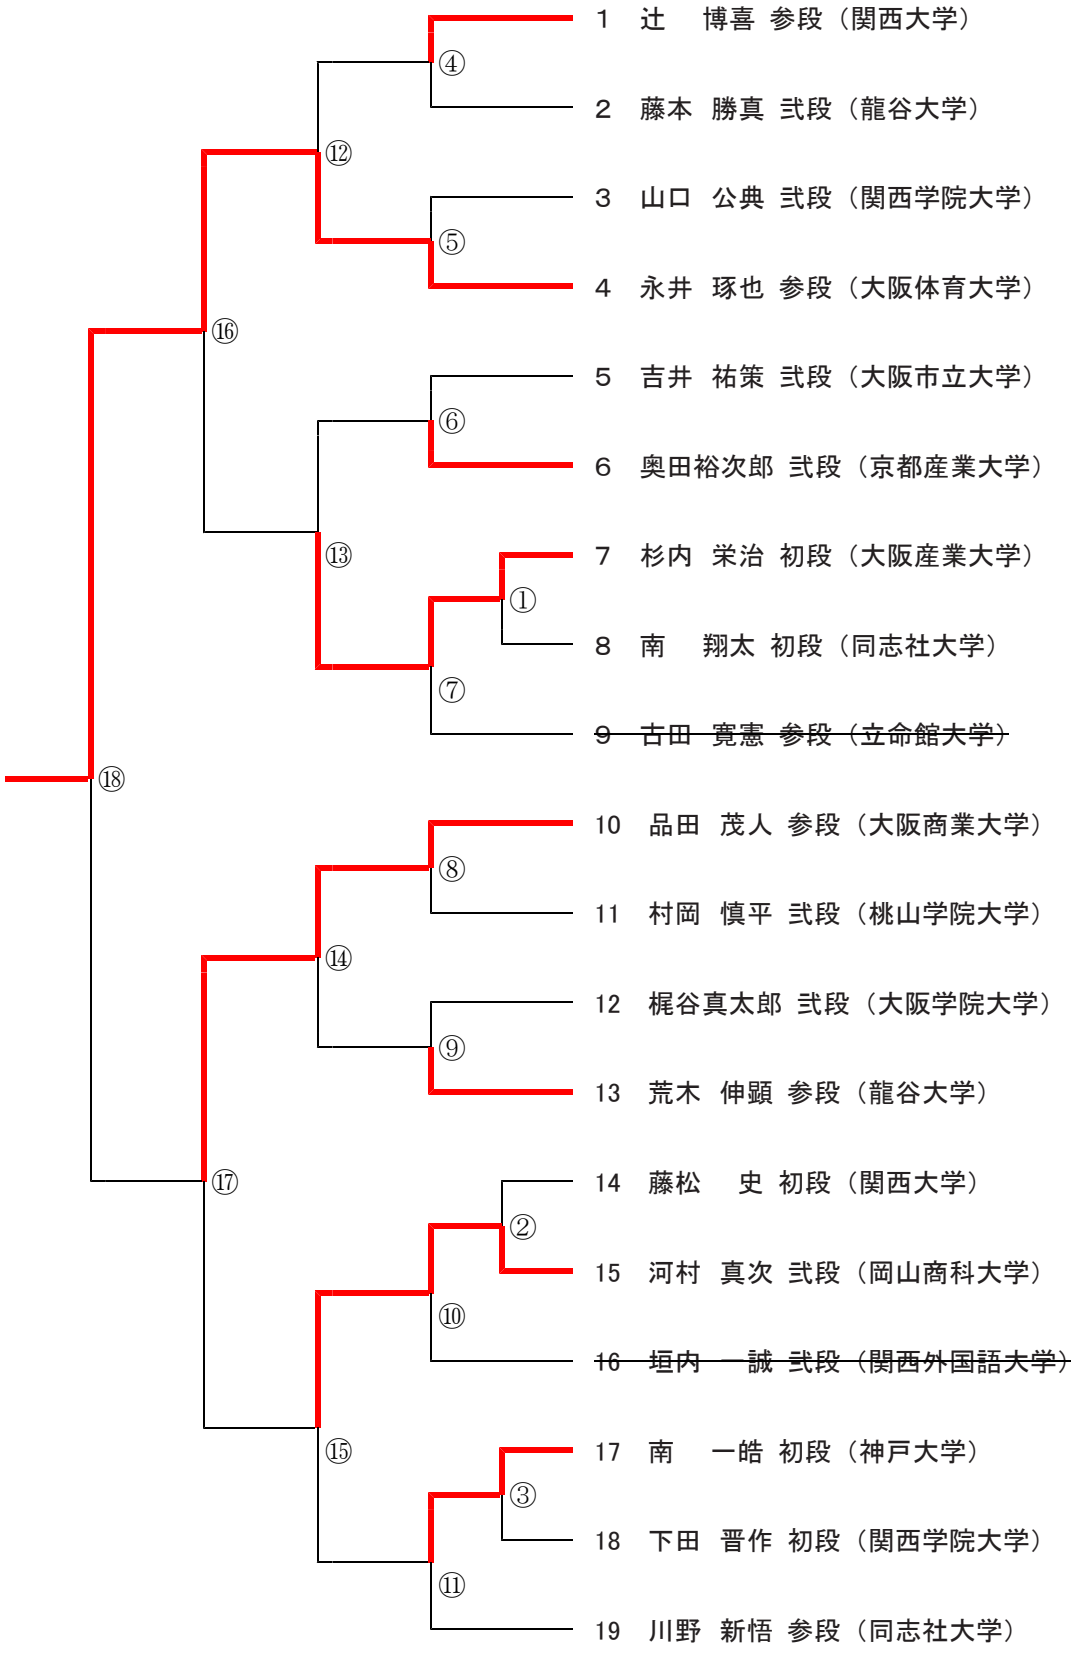 1 辻 博喜 参段（関西大学）
④
2 藤本 勝真 弐段（龍谷大学）
⑫
3 山口 公典 弐段（関西学院大学）
⑤
4 永井 琢也 参段（大阪体育大学）
⑯
5 吉井 祐策 弐段（大阪市立大学）
⑥
6 奥田裕次郎 弐段（京都産業大学）
⑬
7 杉内 栄治 初段（大阪産業大学）
①
8 南 翔太 初段（同志社大学）
⑦
9 古田 寛憲 参段（立命館大学）
⑱
10 品田 茂人 参段（大阪商業大学）
⑧
11 村岡 慎平 弐段（桃山学院大学）
⑭
12 梶谷真太郎 弐段（大阪学院大学）
⑨
13 荒木 伸顕 参段（龍谷大学）
⑰
14 藤松 史 初段（関西大学）
②
15 河村 真次 弐段（岡山商科大学）
⑩
16 垣内 一誠 弐段（関西外国語大学）
⑮
17 南 一皓 初段（神戸大学）
③
18 下田 晋作 初段（関西学院大学）
⑪
19 川野 新悟 参段（同志社大学）